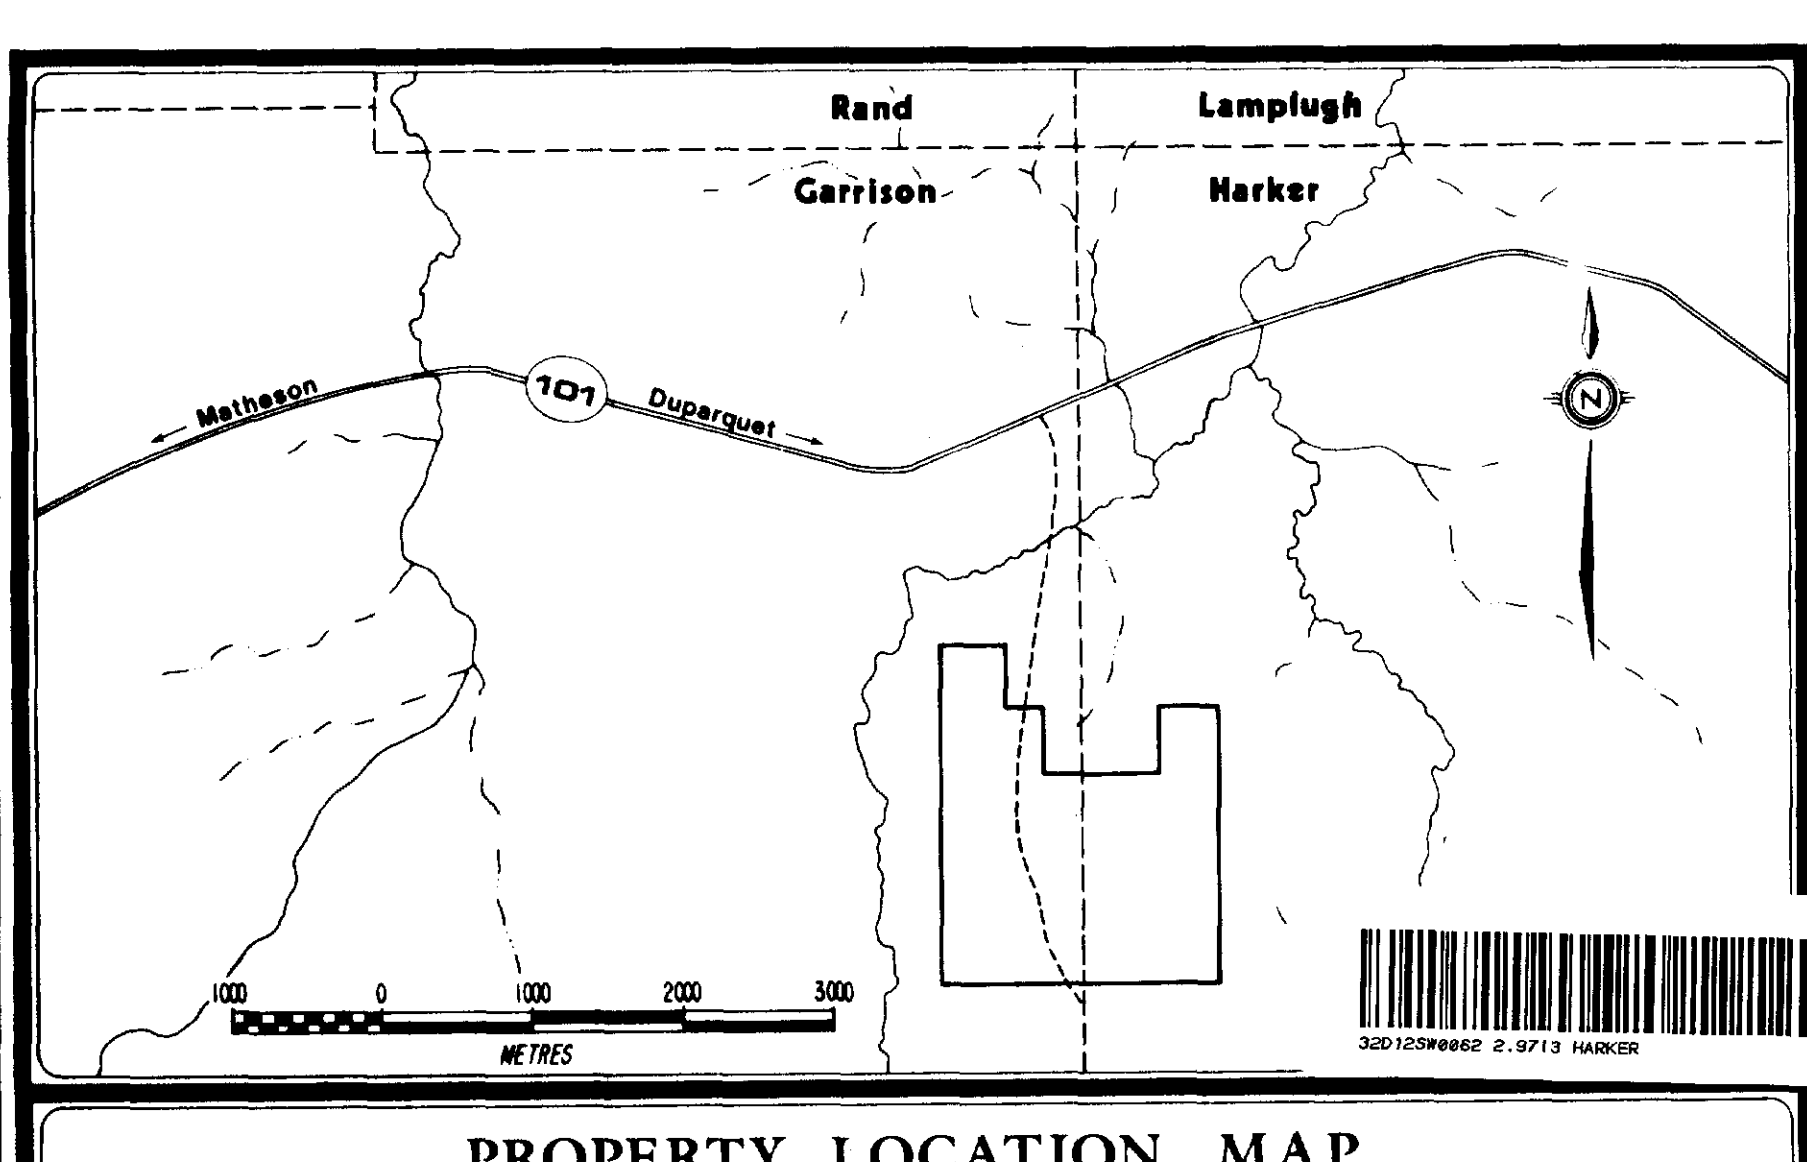 Rand Lamplugh
Garrison Harker
Matheson 101 Duparquet
N
1000 0 1000 2000 3000
METRES
32D12SW0062 2.9713 HARKER
PROPERTY LOCATION MAP